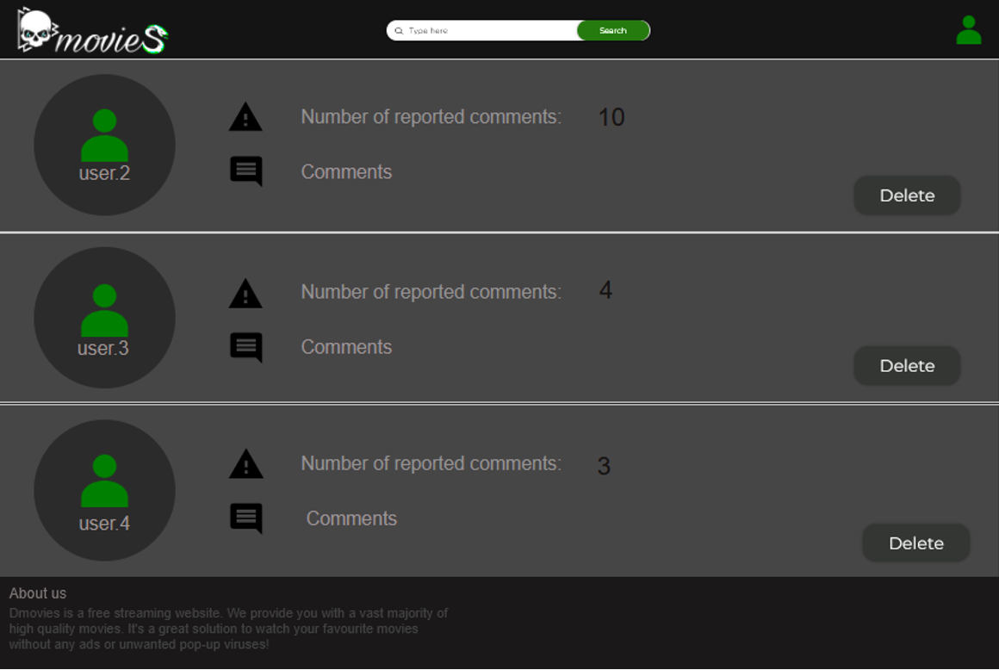 DmovieS
Type here
Search
Number of reported comments: 10
user.2
Comments
Delete
Number of reported comments: 4
user.3
Comments
Delete
Number of reported comments: 3
user.4
Comments
Delete
About us
Dmovies is a free streaming website. We provide you with a vast majority of
high quality movies. It's a great solution to watch your favourite movies
without any ads or unwanted pop-up viruses!